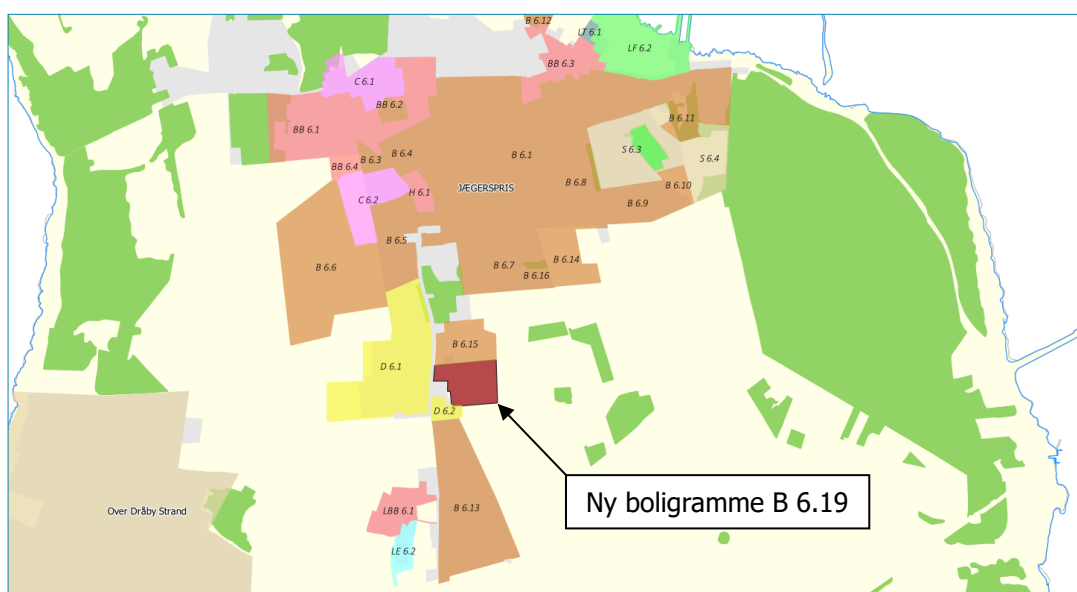 B 6.12
LT 6.1
LF 6.2
BB 6.3
C 6.1
BB 6.2
B 6.11
BB 6.1
B 6.3
B 6.4
B 6.1
S 6.3
S 6.4
BB 6.4
JÆGERSPRIS
B 6.8
B 6.10
C 6.2
H 6.1
B 6.9
B 6.5
B 6.6
B 6.7
B 6.14
B 6.16
B 6.15
D 6.1
D 6.2
Ny boligramme B 6.19
Over Dråby Strand
LBB 6.1
B 6.13
LE 6.2